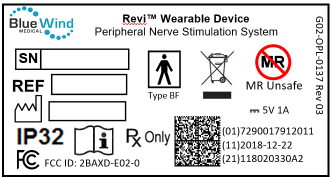 BlueWind
MEDICAL
Revi™ Wearable Device
Peripheral Nerve Stimulation System
G02-OPL-0137 Rev 03
SN
REF
Type BF
MR
MR Unsafe
⎓ 5V 1A
IP32
i
Rx Only
FCC ID: 2BAXD-E02-0
(01)7290017912011
(11)2018-12-22
(21)118020330A2